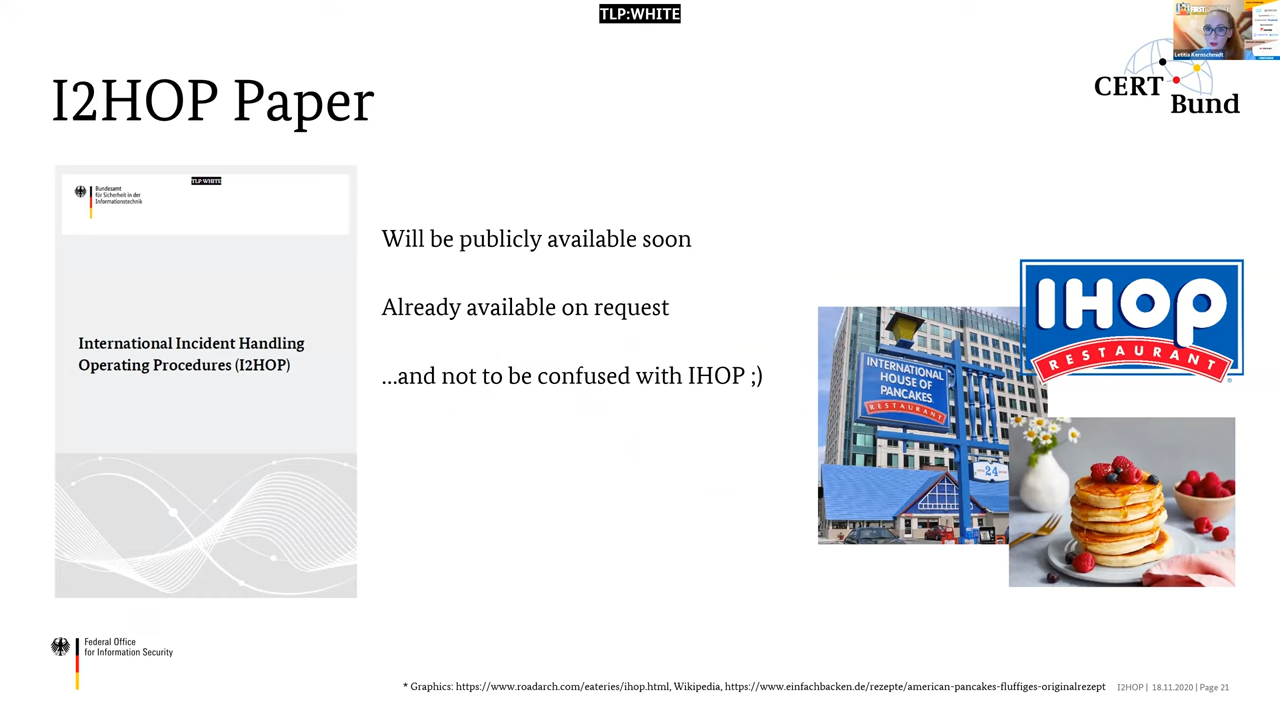 TLP:WHITE
Letitia Kernschmidt
I2HOP Paper
CERT
Bund
TLP:WHITE
Bundesamt
für Sicherheit in der
Informationstechnik
International Incident Handling
Operating Procedures (I2HOP)
Will be publicly available soon
Already available on request
...and not to be confused with IHOP ;)
INTERNATIONAL
HOUSE OF
PANCAKES
RESTAURANT
24
IHOP
RESTAURANT
Federal Office
for Information Security
* Graphics: https://www.roadarch.com/eateries/ihop.html, Wikipedia, https://www.einfachbacken.de/rezepte/american-pancakes-fluffiges-originalrezept
I2HOP | 18.11.2020 | Page 21